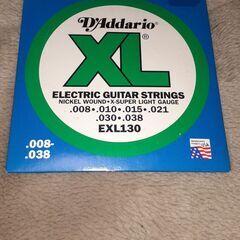 D'Addario
XL®
ELECTRIC GUITAR STRINGS
NICKEL WOUND • X-SUPER LIGHT GAUGE
.008 • .010 • .015 • .021
.030 • .038
EXL130
.008-
.038